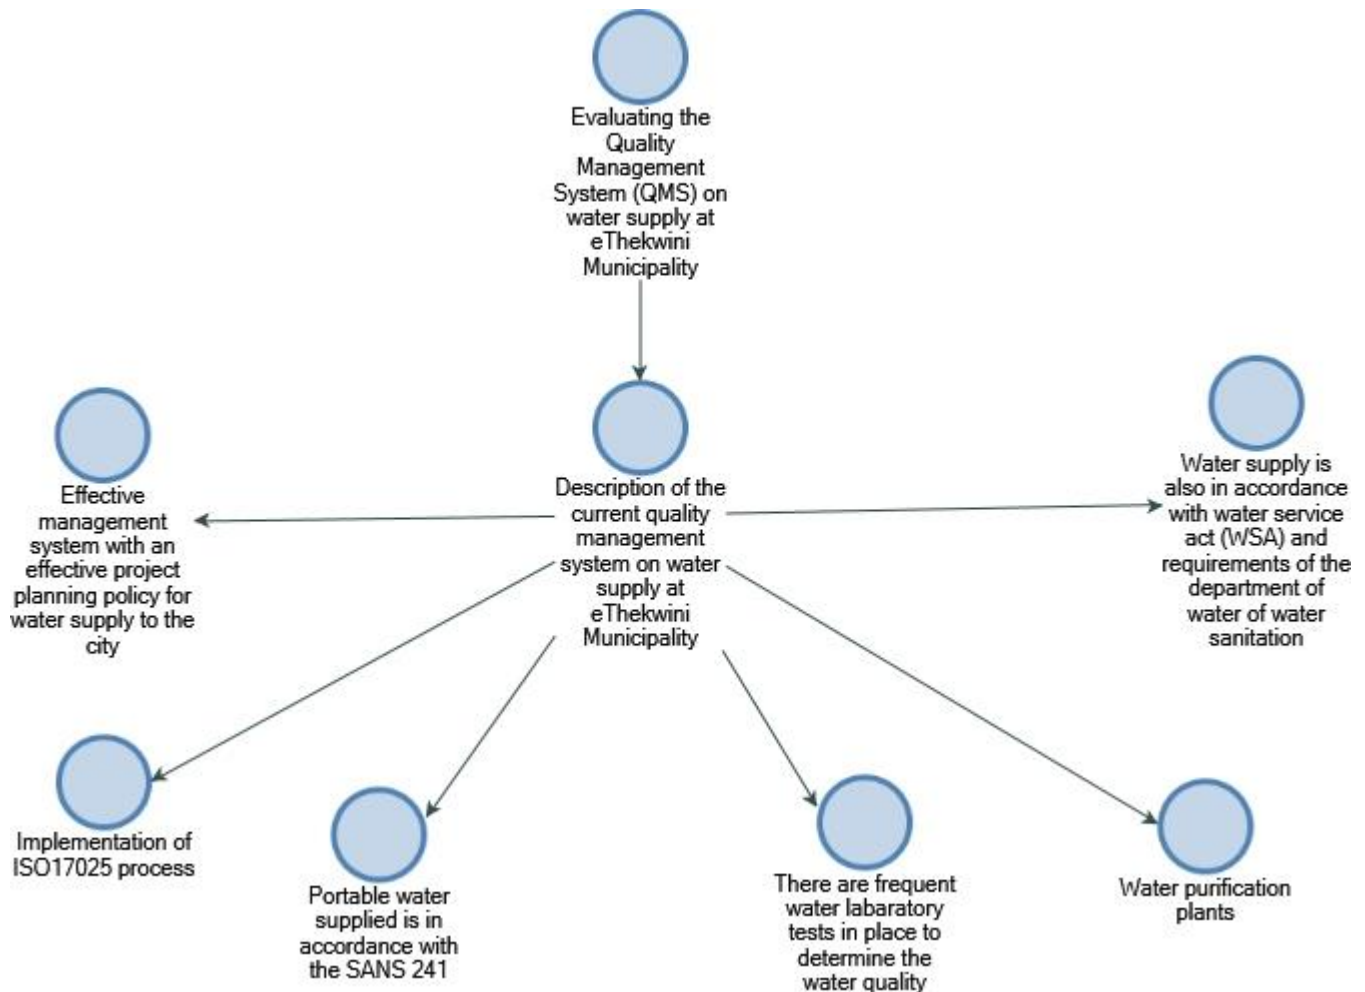 Evaluating the
Quality
Management
System (QMS) on
water supply at
eThekwini
Municipality
Description of the
current quality
management
system on water
supply at
eThekwini
Municipality
Effective
management
system with an
effective project
planning policy for
water supply to the
city
Water supply is
also in accordance
with water service
act (WSA) and
requirements of the
department of
water of water
sanitation
Implementation of
ISO17025 process
Portable water
supplied is in
accordance with
the SANS 241
There are frequent
water labaratory
tests in place to
determine the
water quality
Water purification
plants